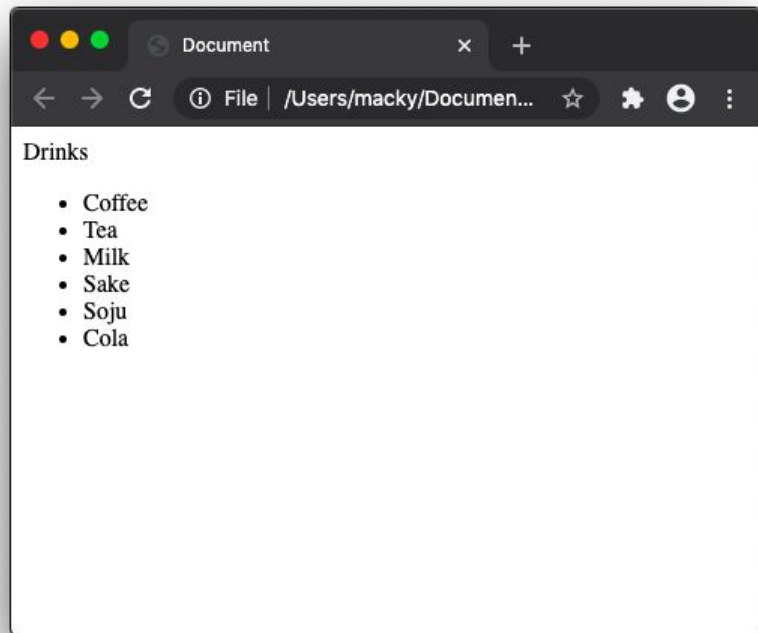 Document
File /Users/macky/Documen...
Drinks
Coffee
Tea
Milk
Sake
Soju
Cola